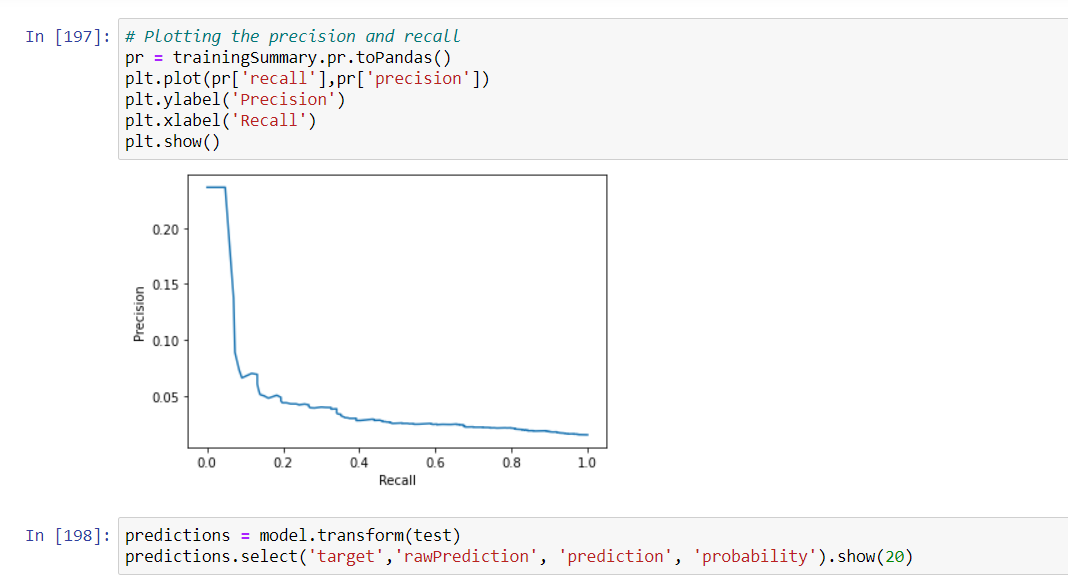 In [197]: # Plotting the precision and recall
pr = trainingSummary.pr.toPandas()
plt.plot(pr['recall'],pr['precision'])
plt.ylabel('Precision')
plt.xlabel('Recall')
plt.show()
0.20
0.15
0.10
0.05
Precision
0.0 0.2 0.4 0.6 0.8 1.0
Recall
In [198]: predictions = model.transform(test)
predictions.select('target','rawPrediction', 'prediction', 'probability').show(20)